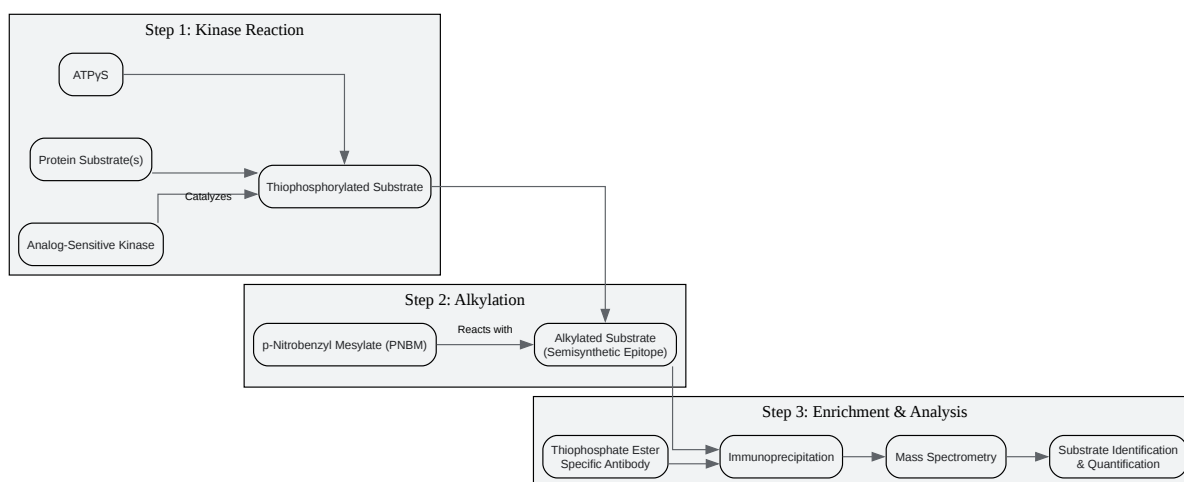 Step 1: Kinase Reaction
ATPγS
Protein Substrate(s)
Thiophosphorylated Substrate
Catalyzes
Analog-Sensitive Kinase
Step 2: Alkylation
p-Nitrobenzyl Mesylate (PNBM)
Reacts with
Alkylated Substrate
(Semisynthetic Epitope)
Step 3: Enrichment & Analysis
Thiophosphate Ester
Specific Antibody
Immunoprecipitation
Mass Spectrometry
Substrate Identification
& Quantification